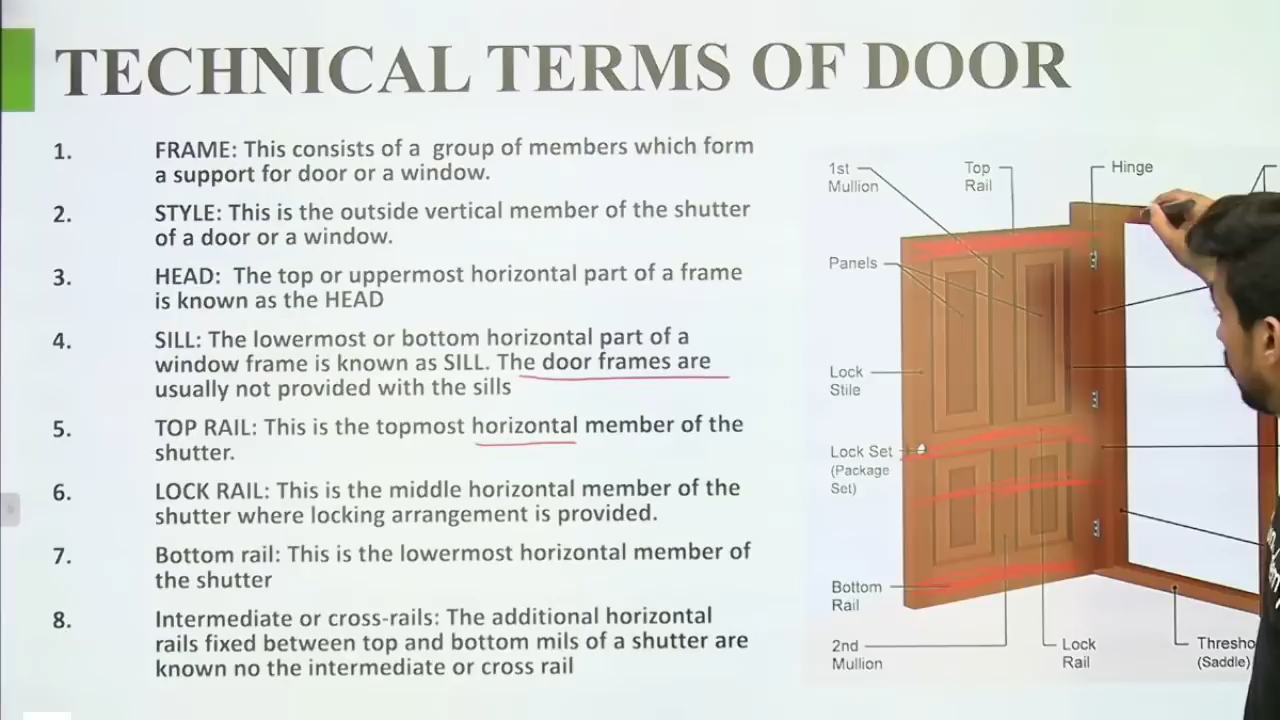 TECHNICAL TERMS OF DOOR
1. FRAME: This consists of a group of members which form
a support for door or a window.
2. STYLE: This is the outside vertical member of the shutter
of a door or a window.
3. HEAD: The top or uppermost horizontal part of a frame
is known as the HEAD
4. SILL: The lowermost or bottom horizontal part of a
window frame is known as SILL. The door frames are
usually not provided with the sills
5. TOP RAIL: This is the topmost horizontal member of the
shutter.
6. LOCK RAIL: This is the middle horizontal member of the
shutter where locking arrangement is provided.
7. Bottom rail: This is the lowermost horizontal member of
the shutter
8. Intermediate or cross-rails: The additional horizontal
rails fixed between top and bottom mils of a shutter are
known no the intermediate or cross rail
1st
Mullion
Top
Rail
Hinge
Panels
Lock
Stile
Lock Set
(Package
Set)
Bottom
Rail
2nd
Mullion
Lock
Rail
Thresho
(Saddle)